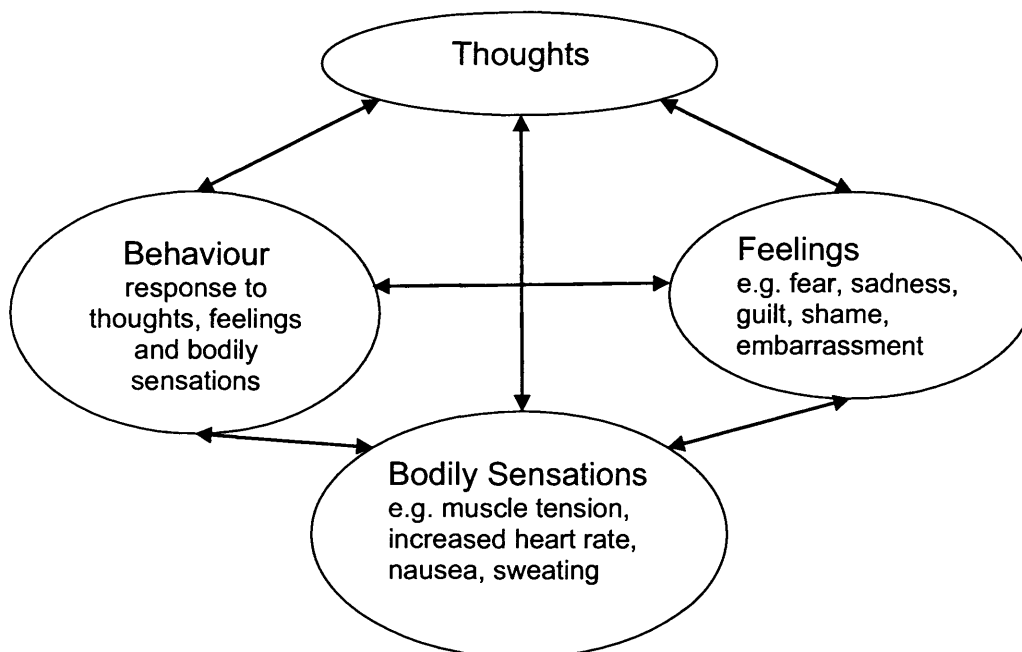 Thoughts
Behaviour
response to
thoughts, feelings
and bodily
sensations
Feelings
e.g. fear, sadness,
guilt, shame,
embarrassment
Bodily Sensations
e.g. muscle tension,
increased heart rate,
nausea, sweating